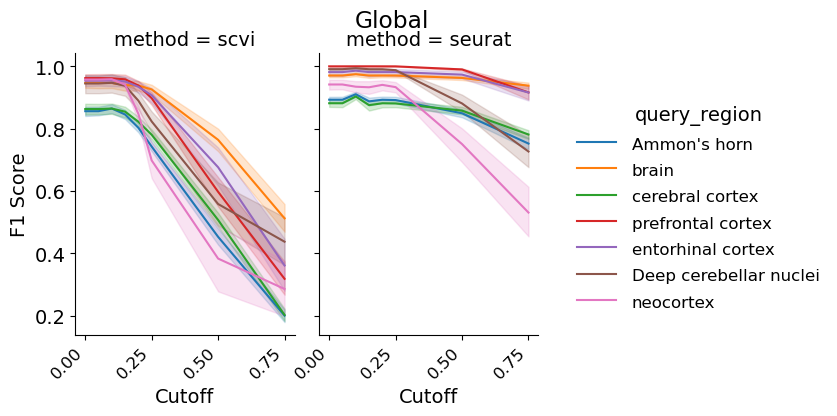 Global
method = scvi
method = seurat
F1 Score
1.0
0.8
0.6
0.4
0.2
0.00
0.25
0.50
0.75
Cutoff
0.00
0.25
0.50
0.75
Cutoff
query_region
Ammon's horn
brain
cerebral cortex
prefrontal cortex
entorhinal cortex
Deep cerebellar nuclei
neocortex